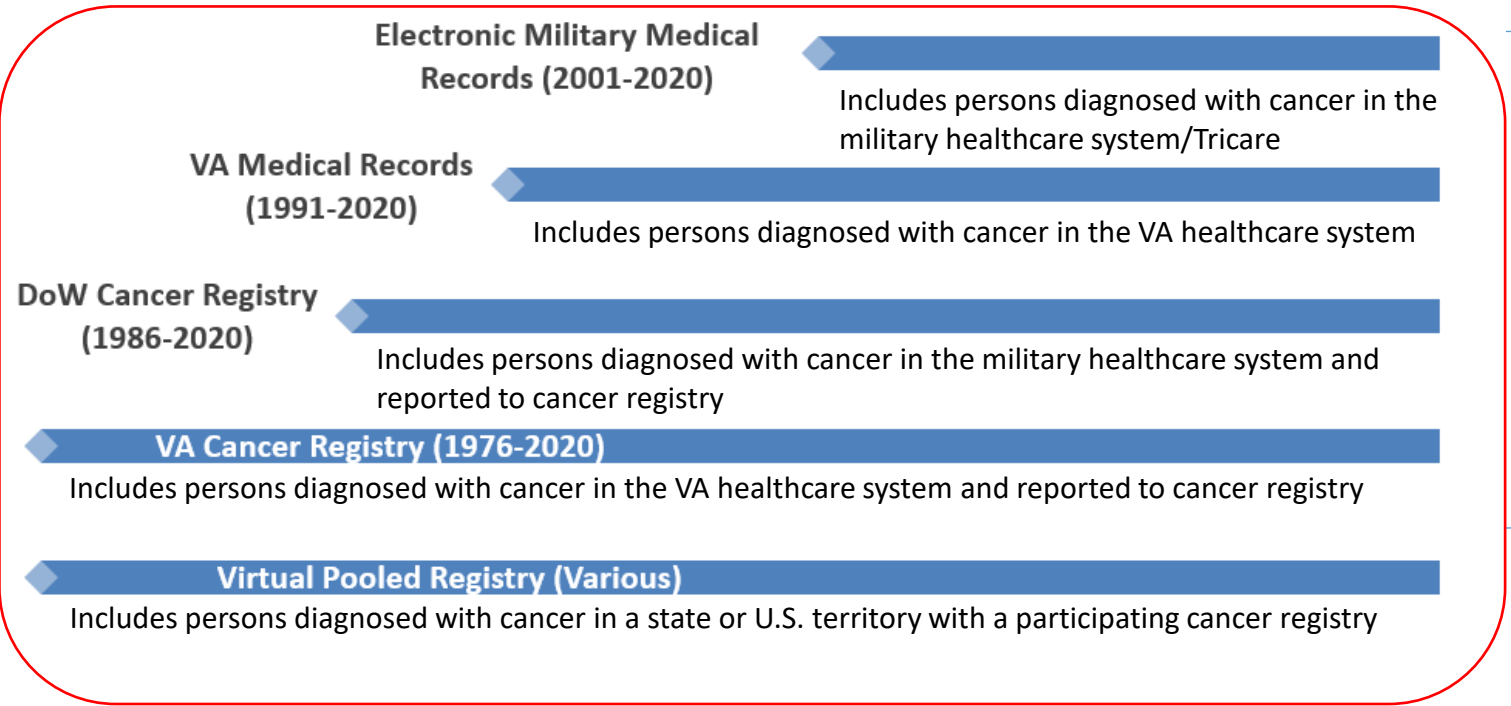 Electronic Military Medical
Records (2001-2020)
Includes persons diagnosed with cancer in the
military healthcare system/Tricare
VA Medical Records
(1991-2020)
Includes persons diagnosed with cancer in the VA healthcare system
DoW Cancer Registry
(1986-2020)
Includes persons diagnosed with cancer in the military healthcare system and
reported to cancer registry
VA Cancer Registry (1976-2020)
Includes persons diagnosed with cancer in the VA healthcare system and reported to cancer registry
Virtual Pooled Registry (Various)
Includes persons diagnosed with cancer in a state or U.S. territory with a participating cancer registry